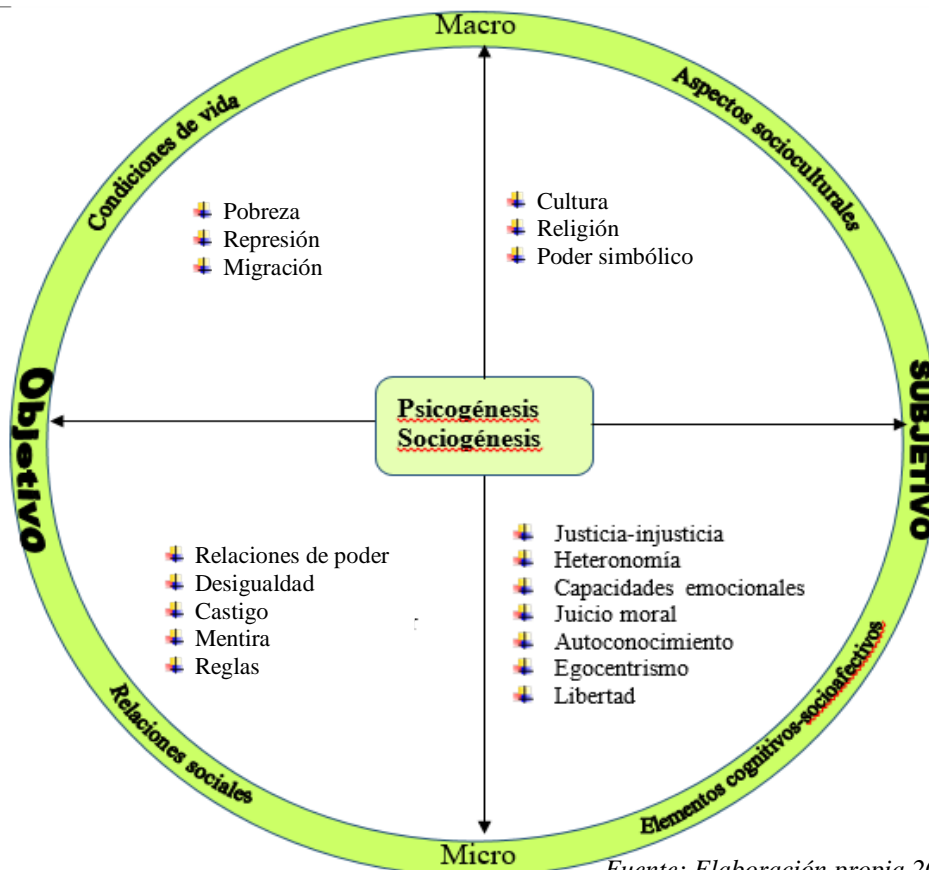 Macro
Condiciones de vida
Aspectos socioculturales
Pobreza
Represión
Migración
Cultura
Religión
Poder simbólico
Objetivo
Psicogénesis
Sociogénesis
SUBJETIVO
Relaciones de poder
Desigualdad
Castigo
Mentira
Reglas
Justicia-injusticia
Heteronomía
Capacidades emocionales
Juicio moral
Autoconocimiento
Egocentrismo
Libertad
Relaciones sociales
Elementos cognitivos-socioafectivos
Micro
Fuente: Elaboración propia